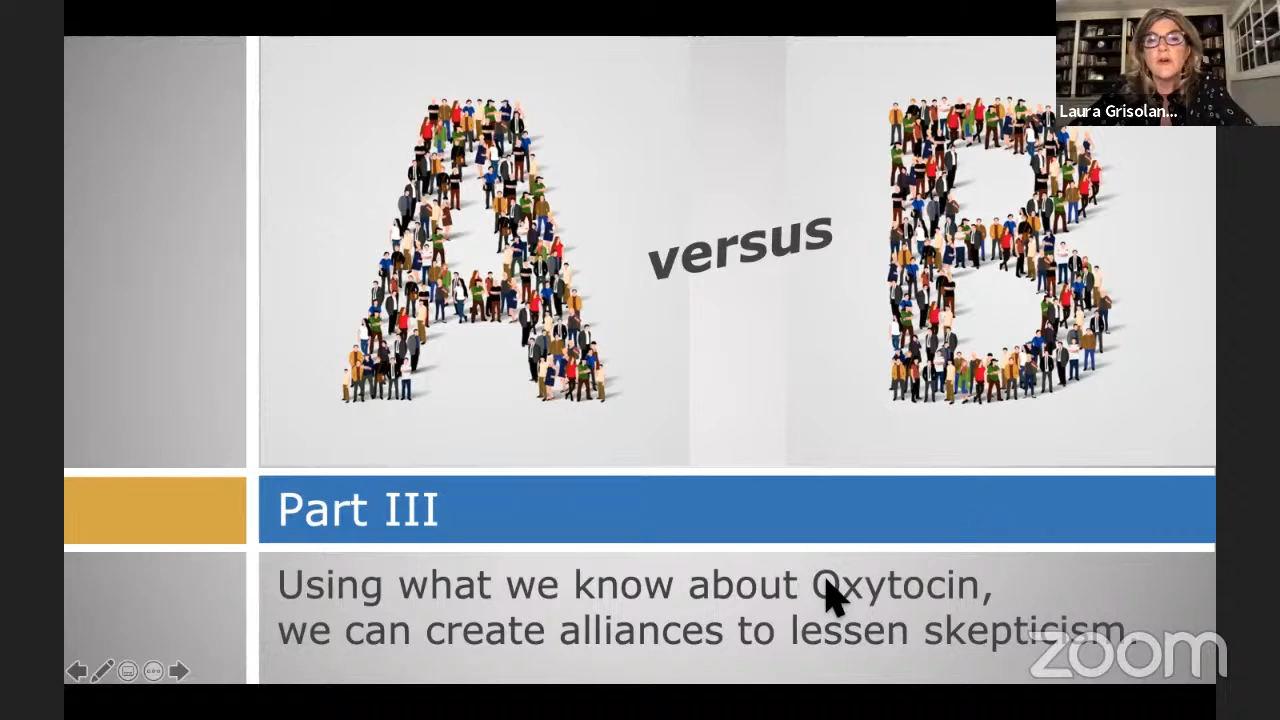 Laura Grisolan...
A
versus
B
Part III
Using what we know about Oxytocin,
we can create alliances to lessen skepticism.
zoom